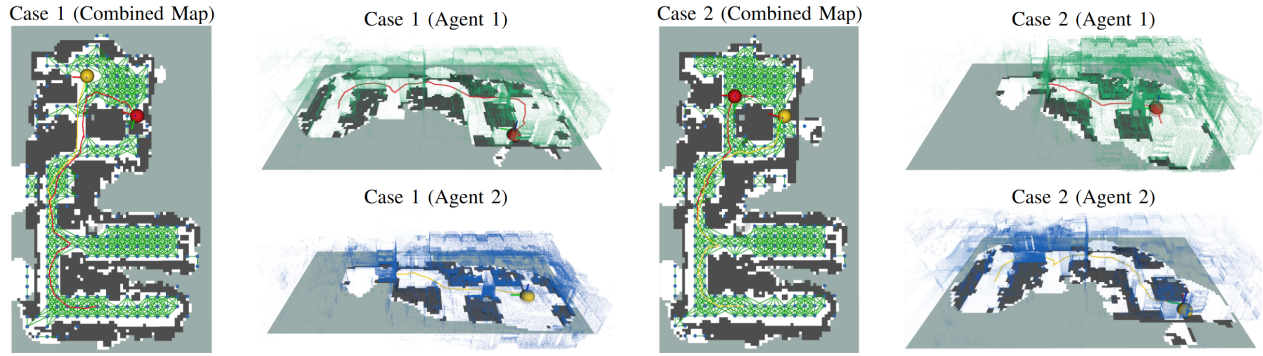 Case 1 (Combined Map)
Case 1 (Agent 1)
Case 1 (Agent 2)
Case 2 (Combined Map)
Case 2 (Agent 1)
Case 2 (Agent 2)